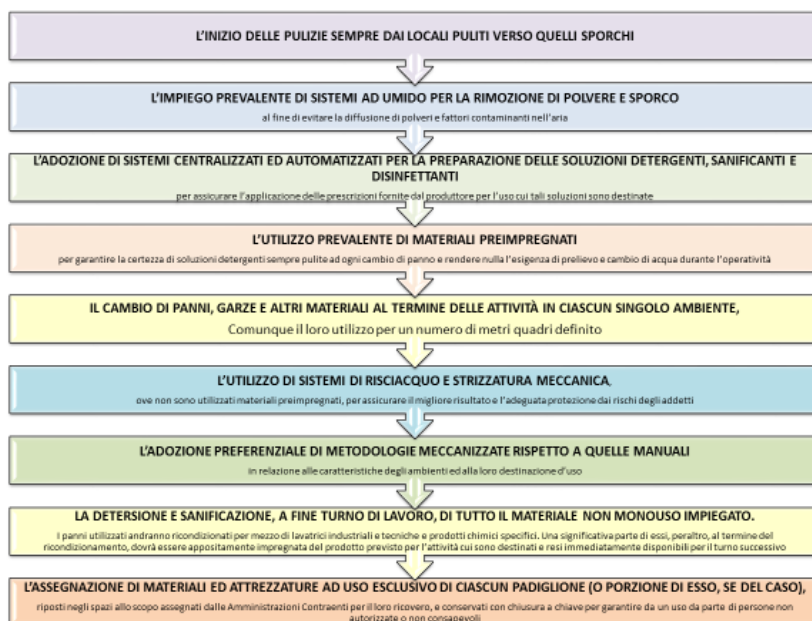 L'INIZIO DELLE PULIZIE SEMPRE DAI LOCALI PULITI VERSO QUELLI SPORCHI
L'IMPIEGO PREVALENTE DI SISTEMI AD UMIDO PER LA RIMOZIONE DI POLVERE E SPORCO
al fine di evitare la diffusione di polveri e fattori contaminanti nell'aria
L'ADOZIONE DI SISTEMI CENTRALIZZATI ED AUTOMATIZZATI PER LA PREPARAZIONE DELLE SOLUZIONI DETERGENTI, SANIFICANTI E
DISINFETTANTI
per assicurare l'applicazione delle prescrizioni fornite dal produttore per l'uso cui tali soluzioni sono destinate
L'UTILIZZO PREVALENTE DI MATERIALI PREIMPREGNATI
per garantire la certezza di soluzioni detergenti sempre pulite ad ogni cambio di panno e rendere nulla l'esigenza di prelievo e cambio di acqua durante l'operatività
IL CAMBIO DI PANNI, GARZE E ALTRI MATERIALI AL TERMINE DELLE ATTIVITÀ IN CIASCUN SINGOLO AMBIENTE,
Comunque il loro utilizzo per un numero di metri quadri definito
L'UTILIZZO DI SISTEMI DI RISCIACQUO E STRIZZATURA MECCANICA,
ove non sono utilizzati materiali preimpregnati, per assicurare il migliore risultato e l'adeguata protezione dai rischi degli addetti
L'ADOZIONE PREFERENZIALE DI METODOLOGIE MECCANIZZATE RISPETTO A QUELLE MANUALI
in relazione alle caratteristiche degli ambienti ed alla loro destinazione d'uso
LA DETERSIONE E SANIFICAZIONE, A FINE TURNO DI LAVORO, DI TUTTO IL MATERIALE NON MONOUSO IMPIEGATO.
I panni utilizzati andranno ricondizionati per mezzo di lavatrici industriali e tecniche e prodotti chimici specifici. Una significativa parte di essi, peraltro, al termine del
ricondizionamento, dovrà essere appositamente impregnata del prodotto previsto per l'attività cui sono destinati e resi immediatamente disponibili per il turno successivo
L'ASSEGNAZIONE DI MATERIALI ED ATTREZZATURE AD USO ESCLUSIVO DI CIASCUN PADIGLIONE (O PORZIONE DI ESSO, SE DEL CASO),
riposti negli spazi allo scopo assegnati dalle Amministrazioni Contraenti per il loro ricovero, e conservati con chiusura a chiave per garantire da un uso da parte di persone non
autorizzate o non consapevoli